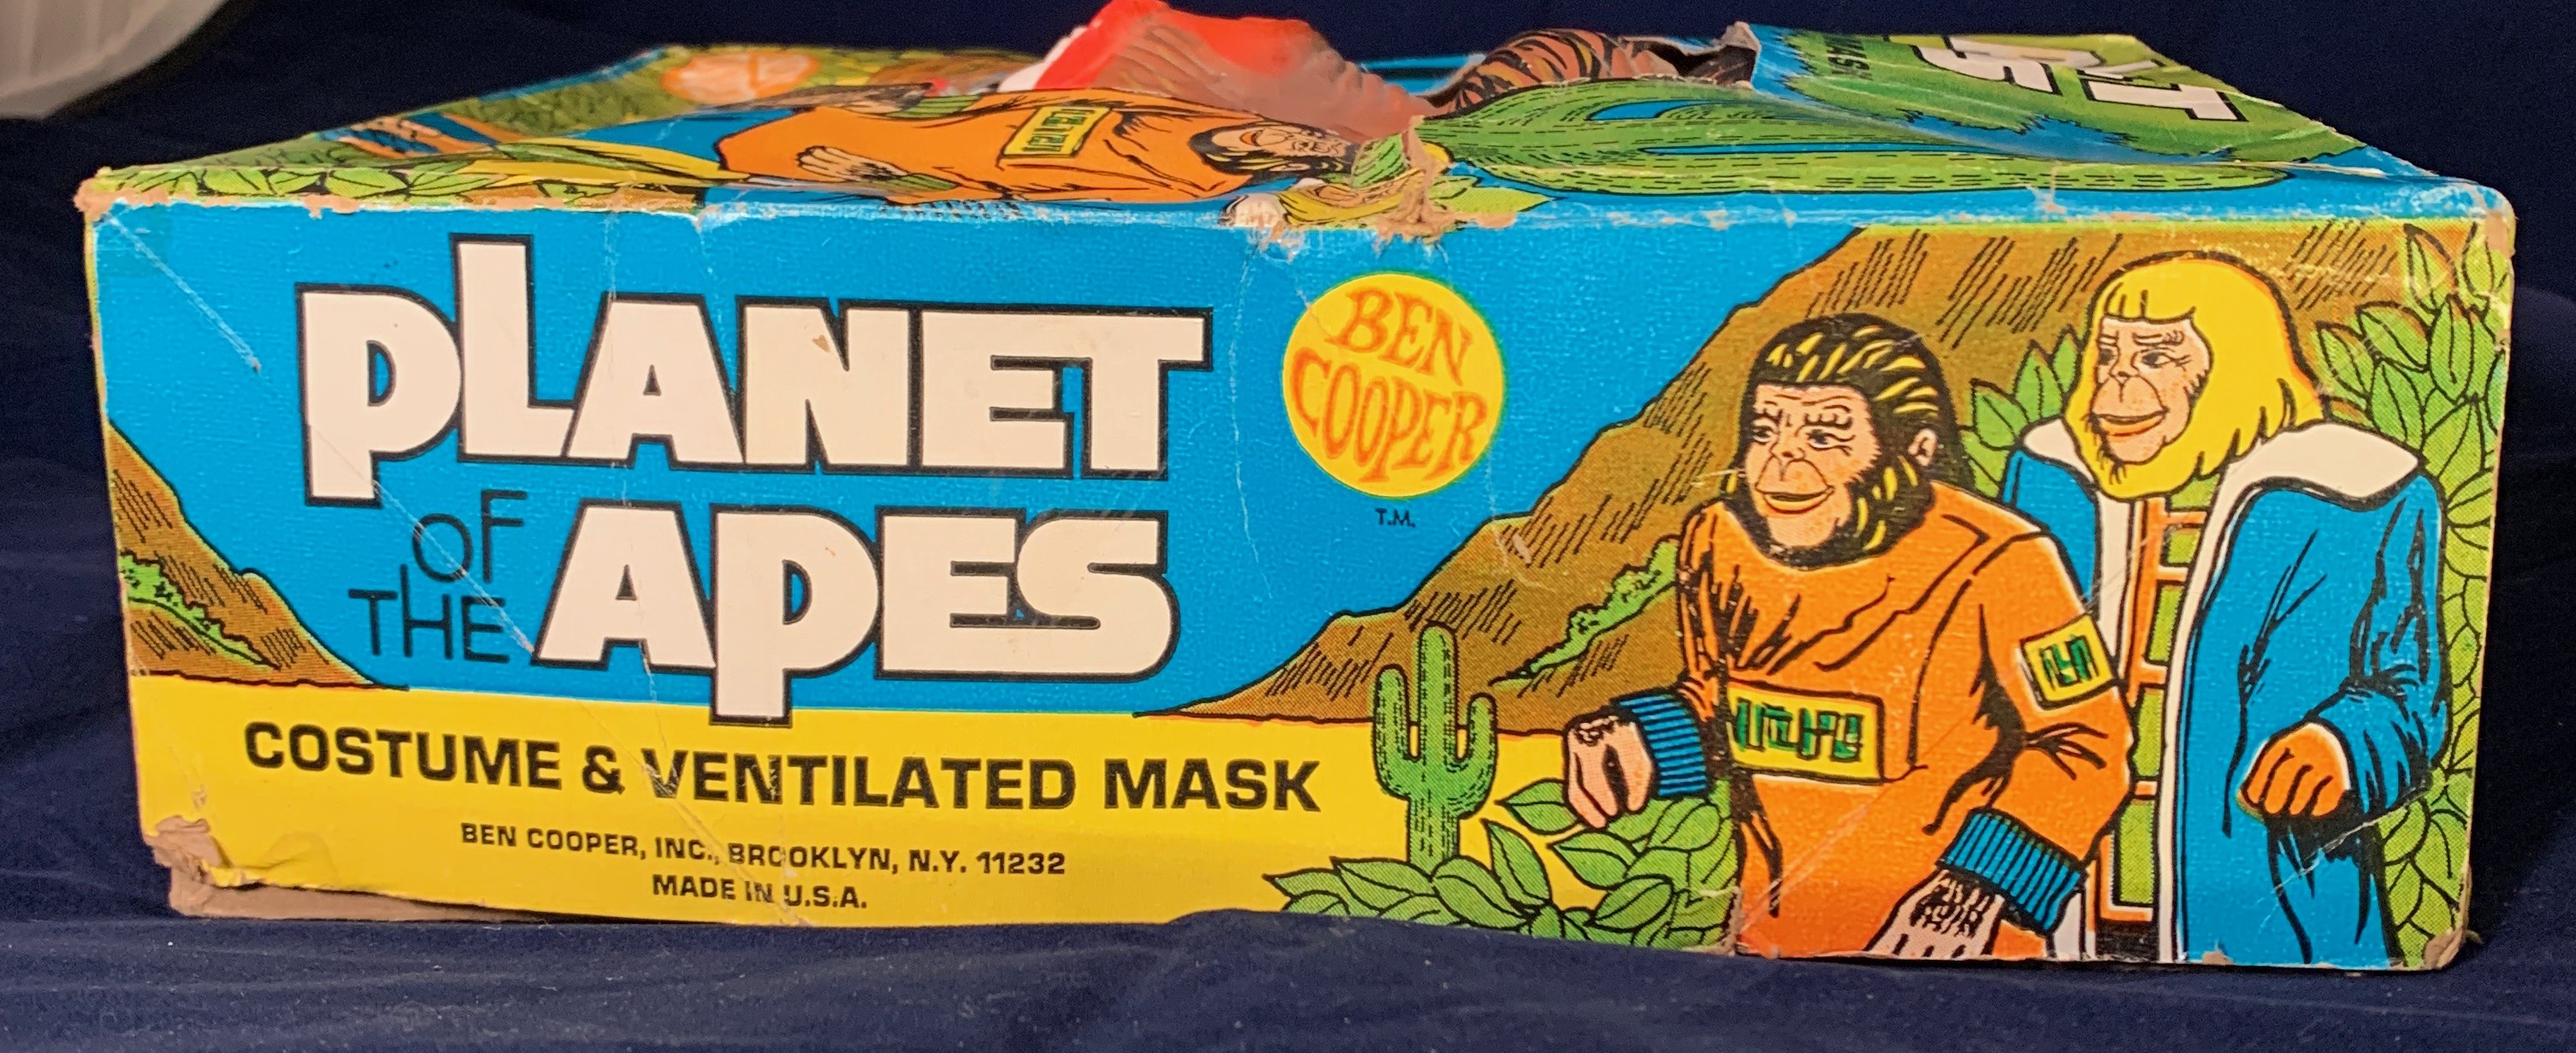 PLANET
OF
THE
APES
BEN
COOPER
T.M.
COSTUME & VENTILATED MASK
BEN COOPER, INC., BROOKLYN, N.Y. 11232
MADE IN U.S.A.